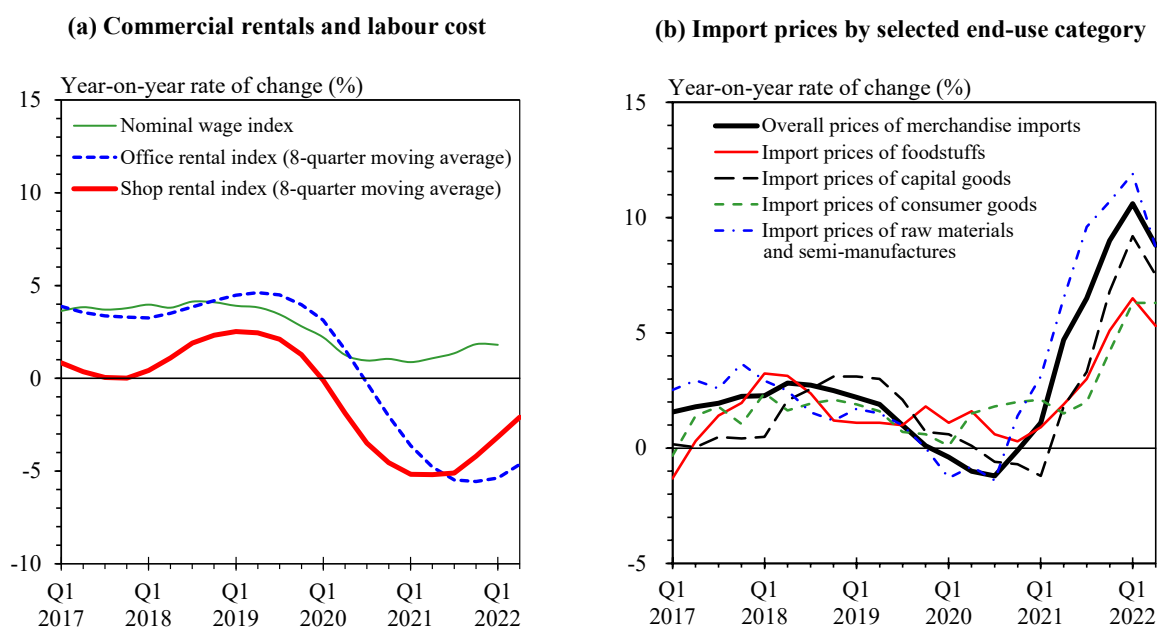 (a) Commercial rentals and labour cost
Year-on-year rate of change (%)
15
10
5
0
-5
-10
Nominal wage index
Office rental index (8-quarter moving average)
Shop rental index (8-quarter moving average)
Q1 Q1 Q1 Q1 Q1 Q1
2017 2018 2019 2020 2021 2022
(b) Import prices by selected end-use category
Year-on-year rate of change (%)
15
10
5
0
-5
Overall prices of merchandise imports
Import prices of foodstuffs
Import prices of capital goods
Import prices of consumer goods
Import prices of raw materials
and semi-manufactures
Q1 Q1 Q1 Q1 Q1 Q1
2017 2018 2019 2020 2021 2022